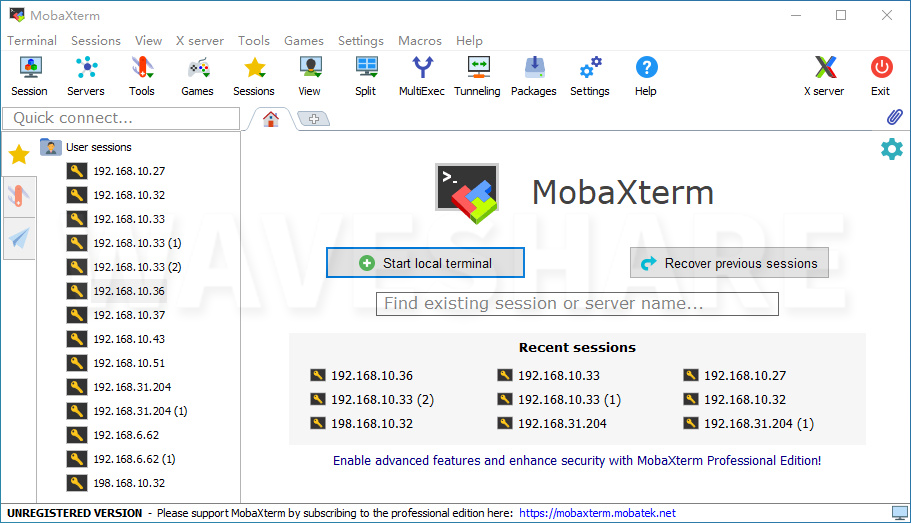 MobaXterm
Terminal Sessions View X server Tools Games Settings Macros Help
Session Servers Tools Games Sessions View Split MultiExec Tunneling Packages Settings Help X server Exit
Quick connect...
User sessions
192.168.10.27
192.168.10.32
192.168.10.33
192.168.10.33 (1)
192.168.10.33 (2)
192.168.10.36
192.168.10.37
192.168.10.43
192.168.10.51
192.168.31.204
192.168.31.204 (1)
192.168.6.62
192.168.6.62 (1)
198.168.10.32
>_
MobaXterm
Start local terminal Recover previous sessions
Find existing session or server name...
Recent sessions
192.168.10.36 192.168.10.33 192.168.10.27
192.168.10.33 (2) 192.168.10.33 (1) 192.168.10.32
198.168.10.32 192.168.31.204 192.168.31.204 (1)
Enable advanced features and enhance security with MobaXterm Professional Edition!
UNREGISTERED VERSION - Please support MobaXterm by subscribing to the professional edition here: https://mobaxterm.mobatek.net